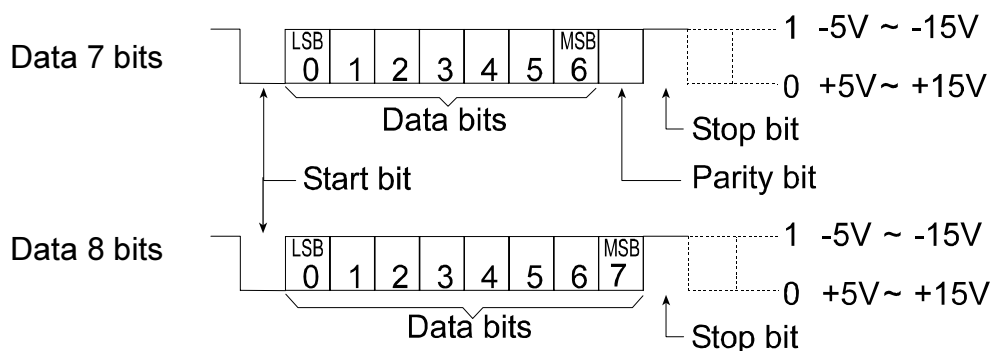 LSB MSB 1 -5V ~ -15V
Data 7 bits 0 1 2 3 4 5 6
0 +5V~ +15V
Data bits
Stop bit
Start bit Parity bit
LSB MSB 1 -5V ~ -15V
Data 8 bits 0 1 2 3 4 5 6 7
0 +5V~ +15V
Data bits
Stop bit